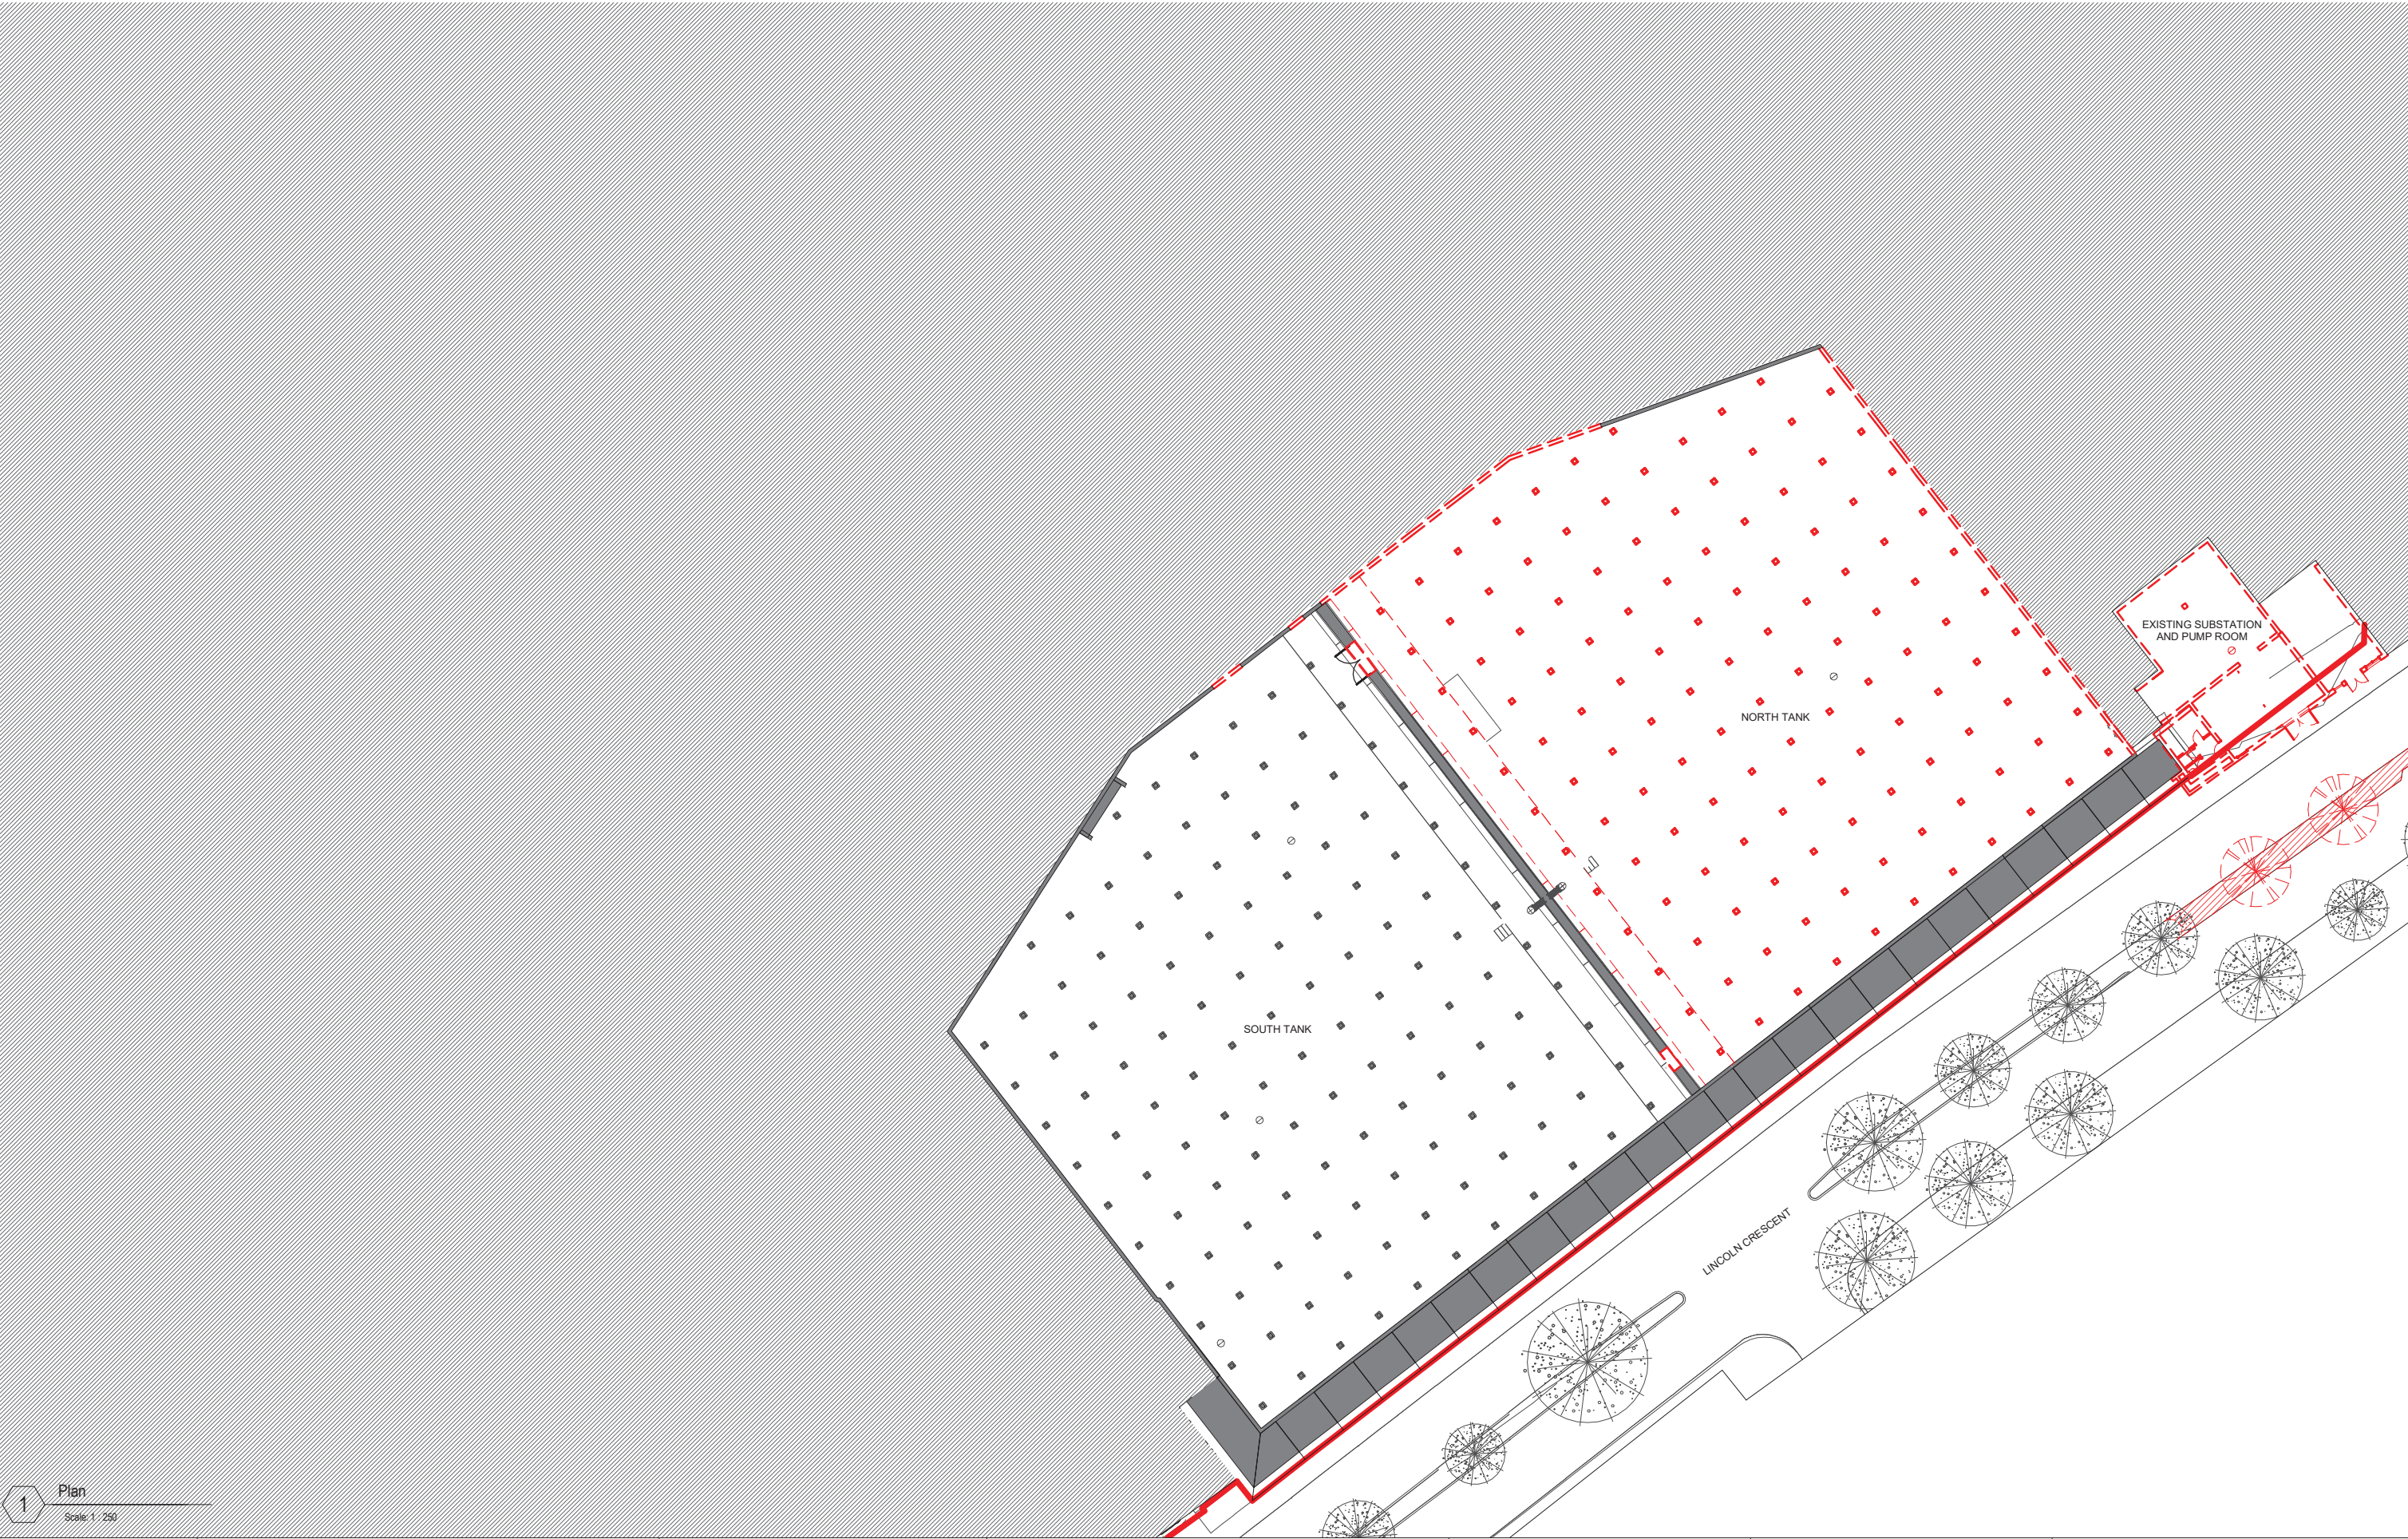 EXISTING SUBSTATION
AND PUMP ROOM
NORTH TANK
SOUTH TANK
LINCOLN CRESCENT
1
Plan
Scale: 1 : 250